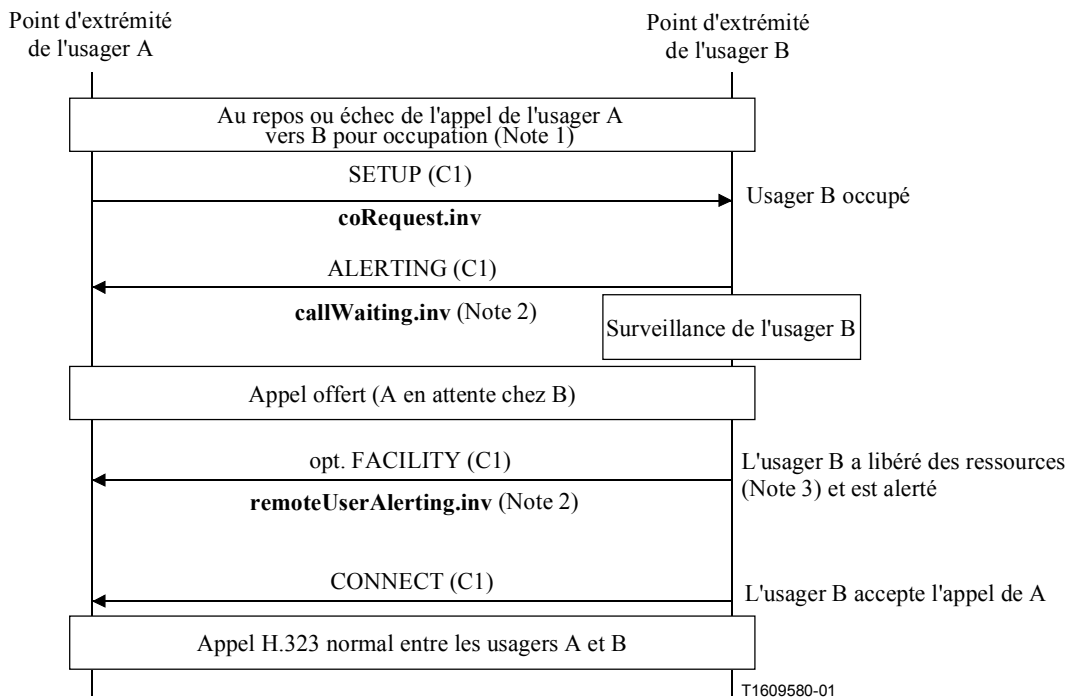 Point d'extrémité
de l'usager A
Point d'extrémité
de l'usager B
Au repos ou échec de l'appel de l'usager A
vers B pour occupation (Note 1)
SETUP (C1)
Usager B occupé
coRequest.inv
ALERTING (C1)
callWaiting.inv (Note 2)
Surveillance de l'usager B
Appel offert (A en attente chez B)
opt. FACILITY (C1)
L'usager B a libéré des ressources
(Note 3) et est alerté
remoteUserAlerting.inv (Note 2)
CONNECT (C1)
L'usager B accepte l'appel de A
Appel H.323 normal entre les usagers A et B
T1609580-01